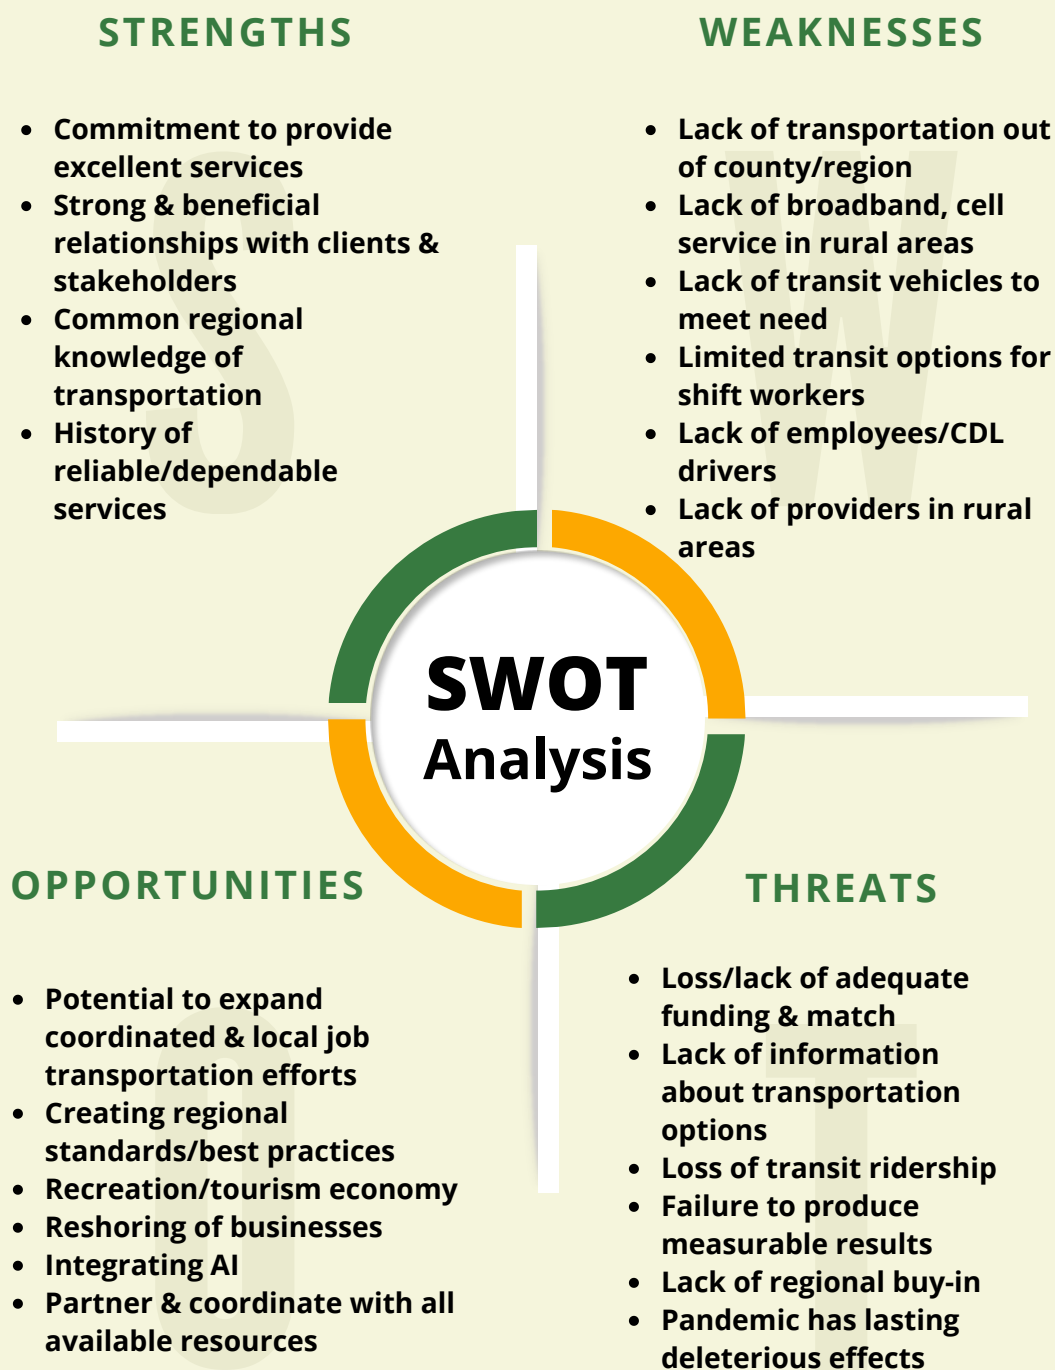 STRENGTHS
• Commitment to provide
excellent services
• Strong & beneficial
relationships with clients &
stakeholders
• Common regional
knowledge of
transportation
• History of
reliable/dependable
services
WEAKNESSES
• Lack of transportation out
of county/region
• Lack of broadband, cell
service in rural areas
• Lack of transit vehicles to
meet need
• Limited transit options for
shift workers
• Lack of employees/CDL
drivers
• Lack of providers in rural
areas
S
W
SWOT
Analysis
OPPORTUNITIES
• Potential to expand
coordinated & local job
transportation efforts
• Creating regional
standards/best practices
• Recreation/tourism economy
• Reshoring of businesses
• Integrating AI
• Partner & coordinate with all
available resources
THREATS
• Loss/lack of adequate
funding & match
• Lack of information
about transportation
options
• Loss of transit ridership
• Failure to produce
measurable results
• Lack of regional buy-in
• Pandemic has lasting
deleterious effects
O
T